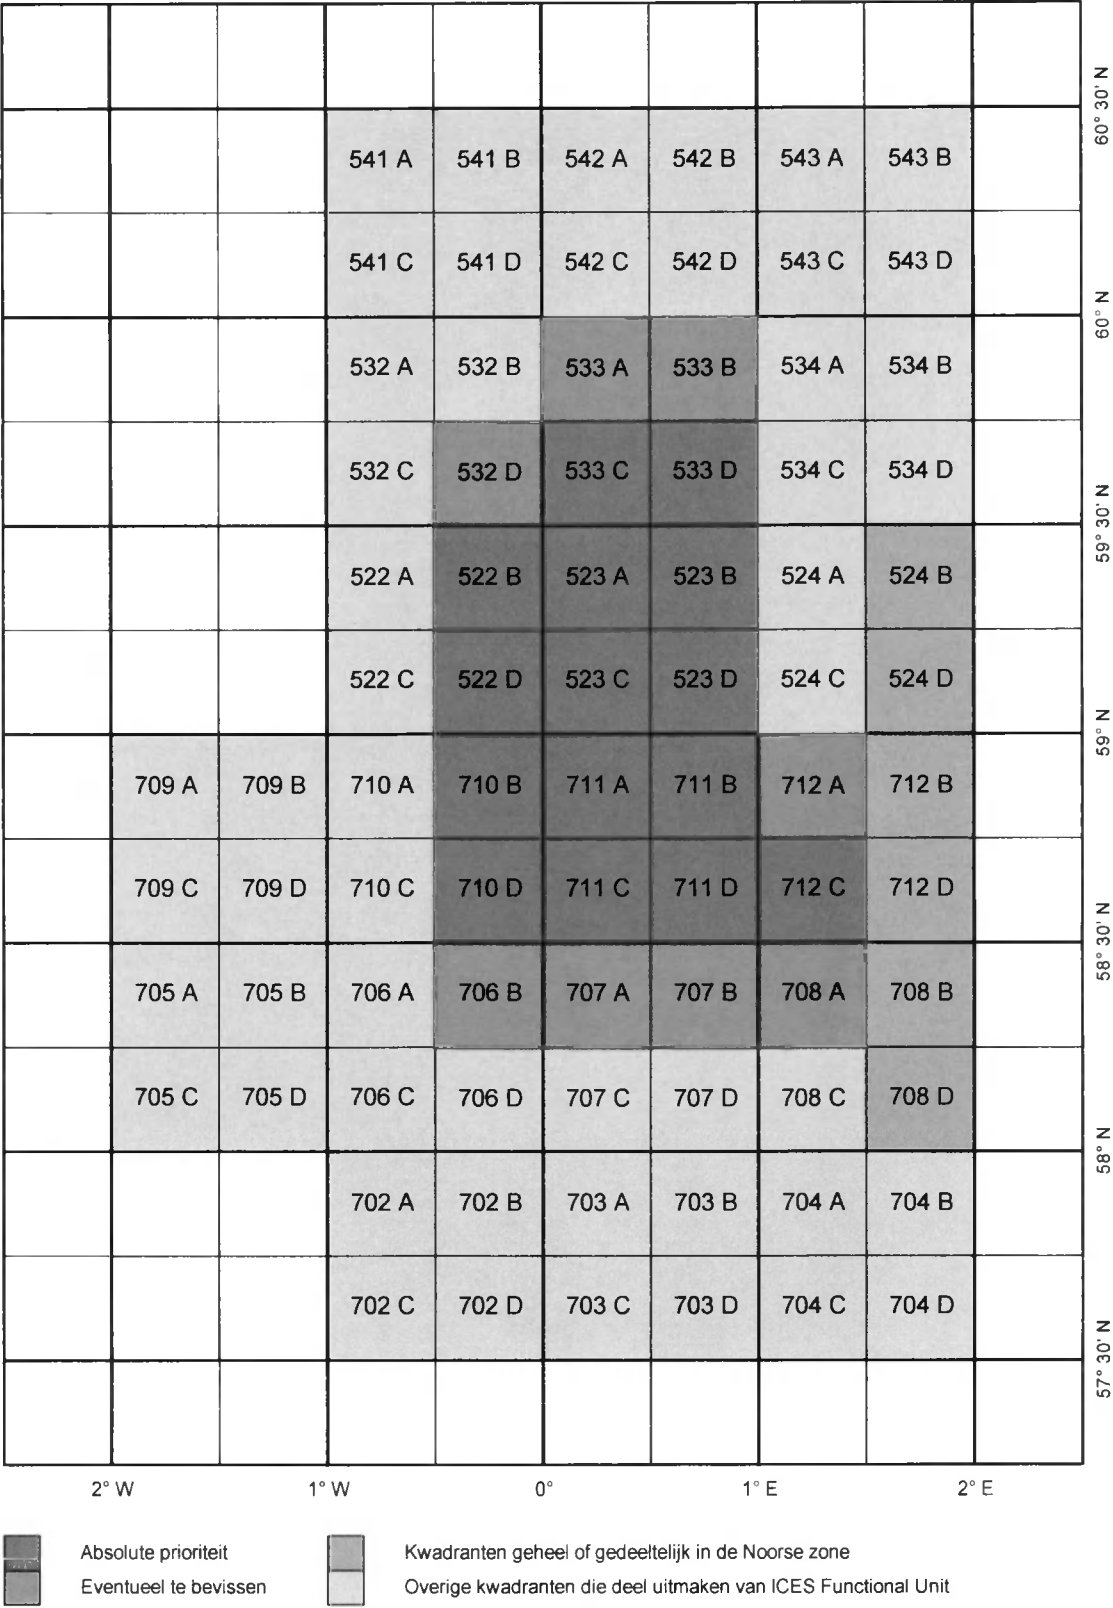 60° 30' N
541 A 541 B 542 A 542 B 543 A 543 B
541 C 541 D 542 C 542 D 543 C 543 D
60° N
532 A 532 B 533 A 533 B 534 A 534 B
532 C 532 D 533 C 533 D 534 C 534 D
59° 30' N
522 A 522 B 523 A 523 B 524 A 524 B
522 C 522 D 523 C 523 D 524 C 524 D
59° N
709 A 709 B 710 A 710 B 711 A 711 B 712 A 712 B
709 C 709 D 710 C 710 D 711 C 711 D 712 C 712 D
58° 30' N
705 A 705 B 706 A 706 B 707 A 707 B 708 A 708 B
705 C 705 D 706 C 706 D 707 C 707 D 708 C 708 D
58° N
702 A 702 B 703 A 703 B 704 A 704 B
702 C 702 D 703 C 703 D 704 C 704 D
57° 30' N
2° W 1° W 0° 1° E 2° E
Absolute prioriteit
Eventueel te bevissen
Kwadranten geheel of gedeeltelijk in de Noorse zone
Overige kwadranten die deel uitmaken van ICES Functional Unit